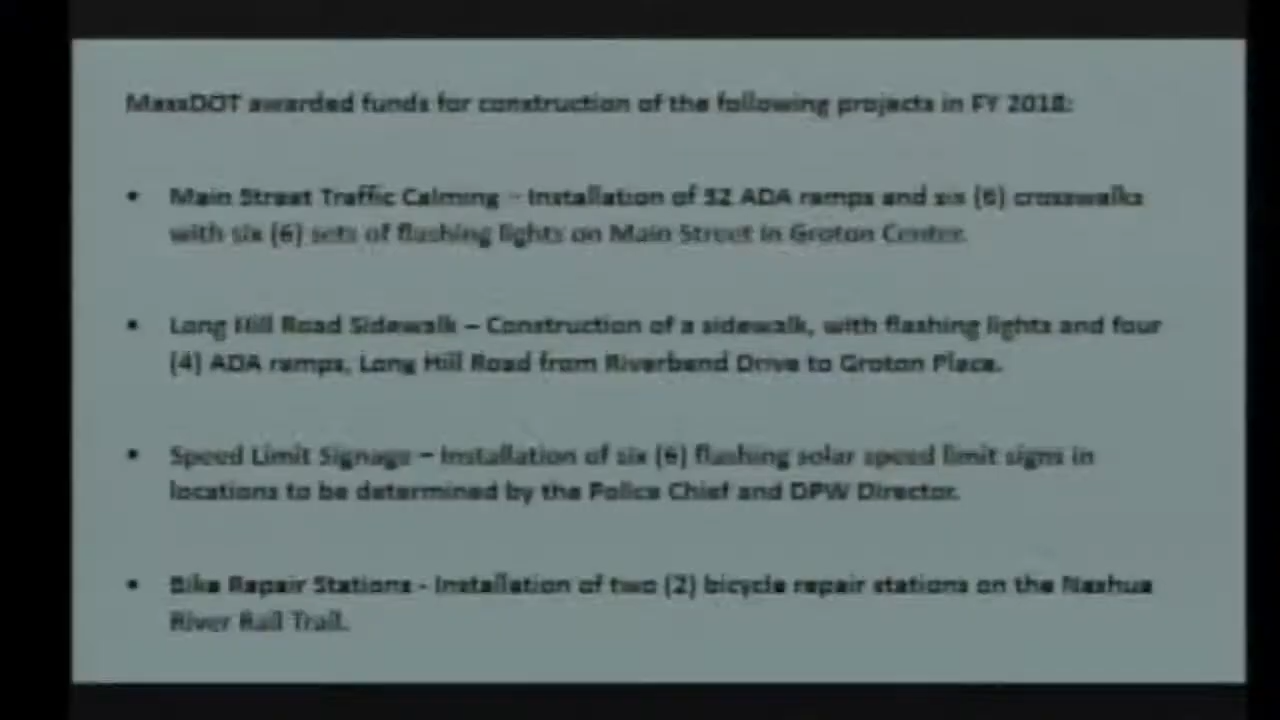 MassDOT awarded funds for construction of the following projects in FY 2018:
• Main Street Traffic Calming – Installation of 32 ADA ramps and six (6) crosswalks
with six (6) sets of flashing lights on Main Street in Groton Center.
• Long Hill Road Sidewalk – Construction of a sidewalk, with flashing lights and four
(4) ADA ramps, Long Hill Road from Riverbend Drive to Groton Place.
• Speed Limit Signage – Installation of six (6) flashing solar speed limit signs in
locations to be determined by the Police Chief and DPW Director.
• Bike Repair Stations - Installation of two (2) bicycle repair stations on the Nashua
River Rail Trail.